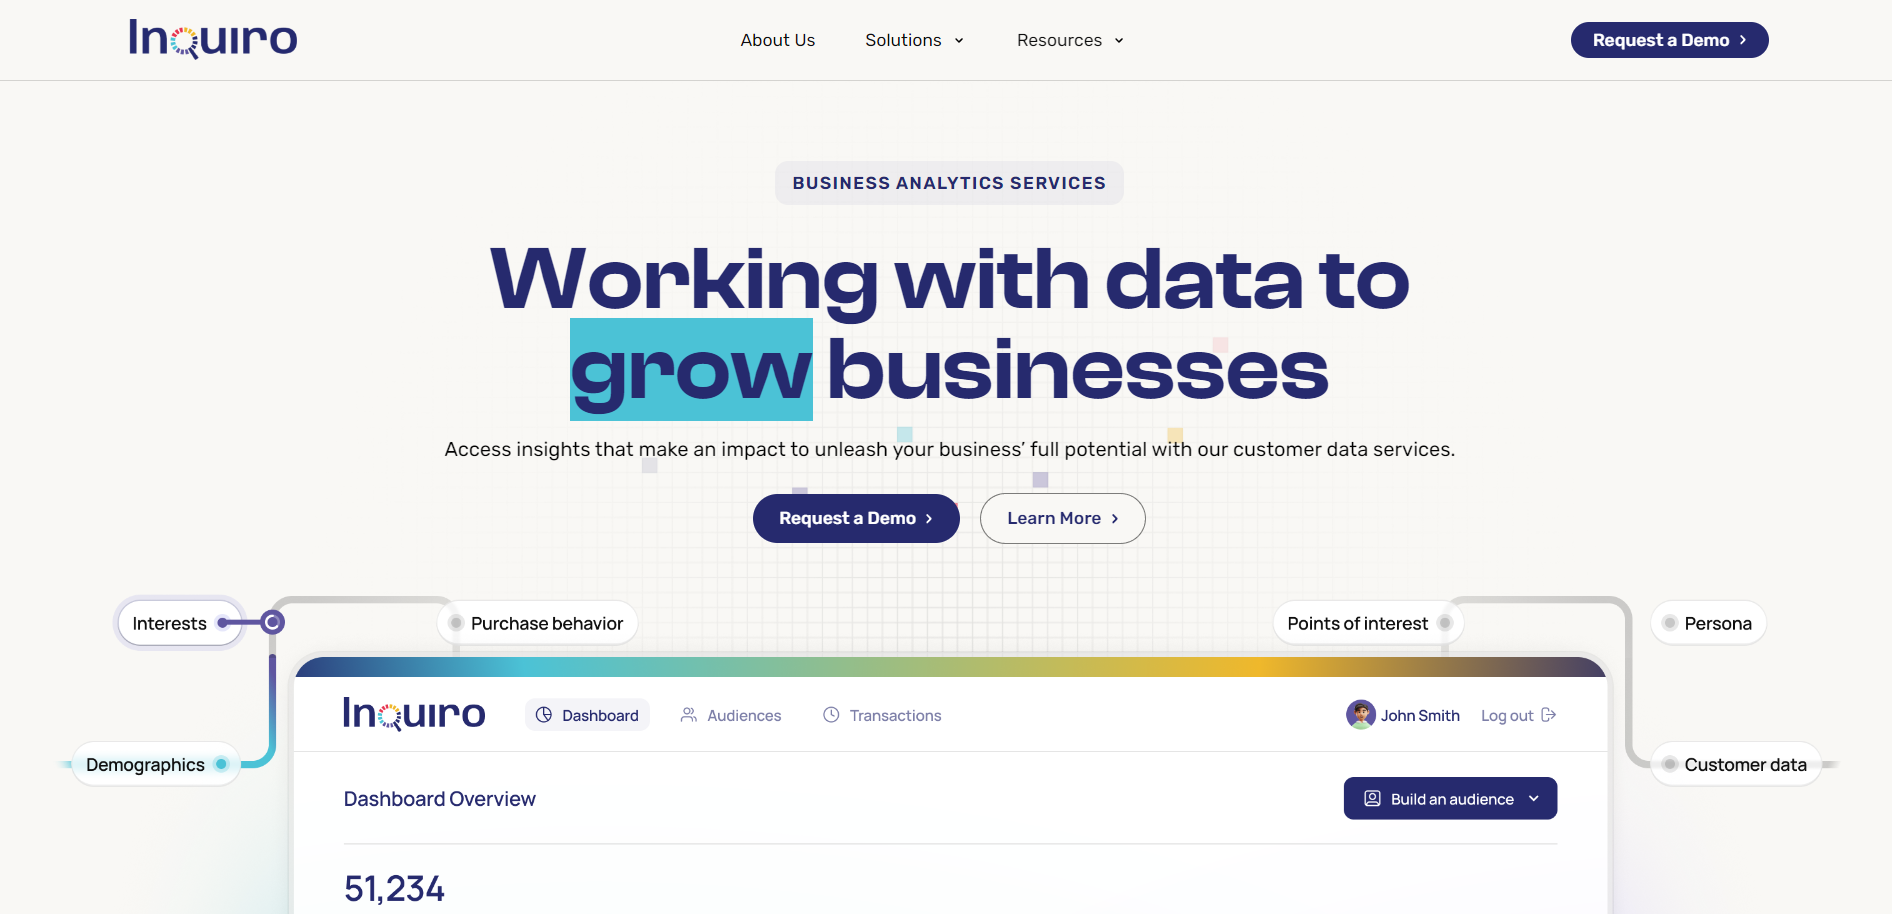 Inquiro
About Us
Solutions
Resources
Request a Demo
BUSINESS ANALYTICS SERVICES
Working with data to
grow businesses
Access insights that make an impact to unleash your business’ full potential with our customer data services.
Request a Demo
Learn More
Interests
Purchase behavior
Points of interest
Persona
Inquiro
Dashboard
Audiences
Transactions
John Smith
Log out
Demographics
Customer data
Dashboard Overview
Build an audience
51,234